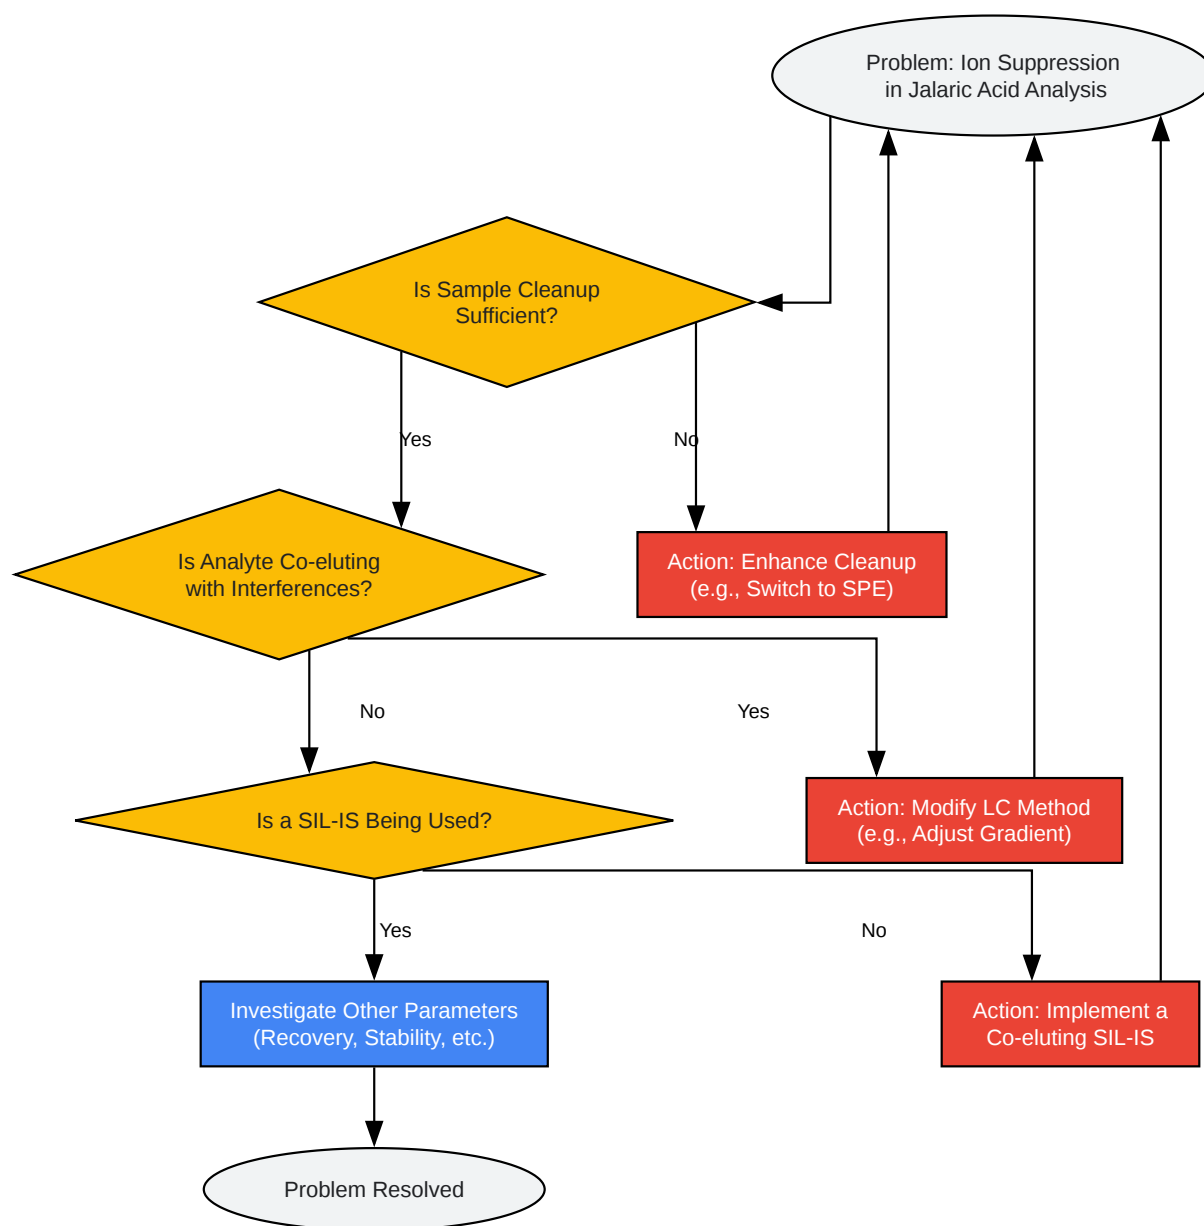 Problem: Ion Suppression
in Jalaric Acid Analysis
Is Sample Cleanup
Sufficient?
Yes
No
Is Analyte Co-eluting
with Interferences?
Action: Enhance Cleanup
(e.g., Switch to SPE)
No
Yes
Is a SIL-IS Being Used?
Action: Modify LC Method
(e.g., Adjust Gradient)
Yes
No
Investigate Other Parameters
(Recovery, Stability, etc.)
Action: Implement a
Co-eluting SIL-IS
Problem Resolved